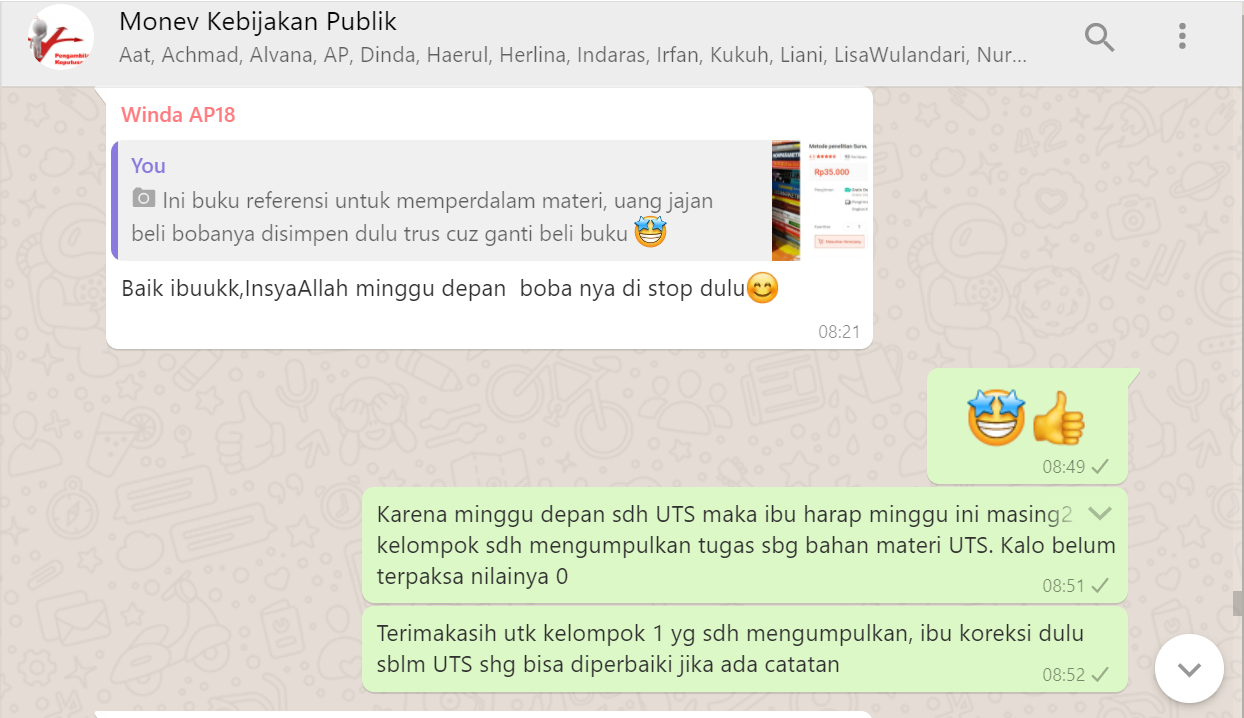 Monev Kebijakan Publik
Aat, Achmad, Alvana, AP, Dinda, Haerul, Herlina, Indaras, Irfan, Kukuh, Liani, LisaWulandari, Nur...
Pengambilan
Keputusan
Winda AP18
You
Ini buku referensi untuk memperdalam materi, uang jajan
beli bobanya disimpen dulu trus cuz ganti beli buku 🤩
Metode penelitian Surve
Rp35.000
Baik ibuukk,InsyaAllah minggu depan  boba nya di stop dulu😊
08:21
🤩👍
08:49
Karena minggu depan sdh UTS maka ibu harap minggu ini masing2
kelompok sdh mengumpulkan tugas sbg bahan materi UTS. Kalo belum
terpaksa nilainya 0
08:51
Terimakasih utk kelompok 1 yg sdh mengumpulkan, ibu koreksi dulu
sblm UTS shg bisa diperbaiki jika ada catatan
08:52